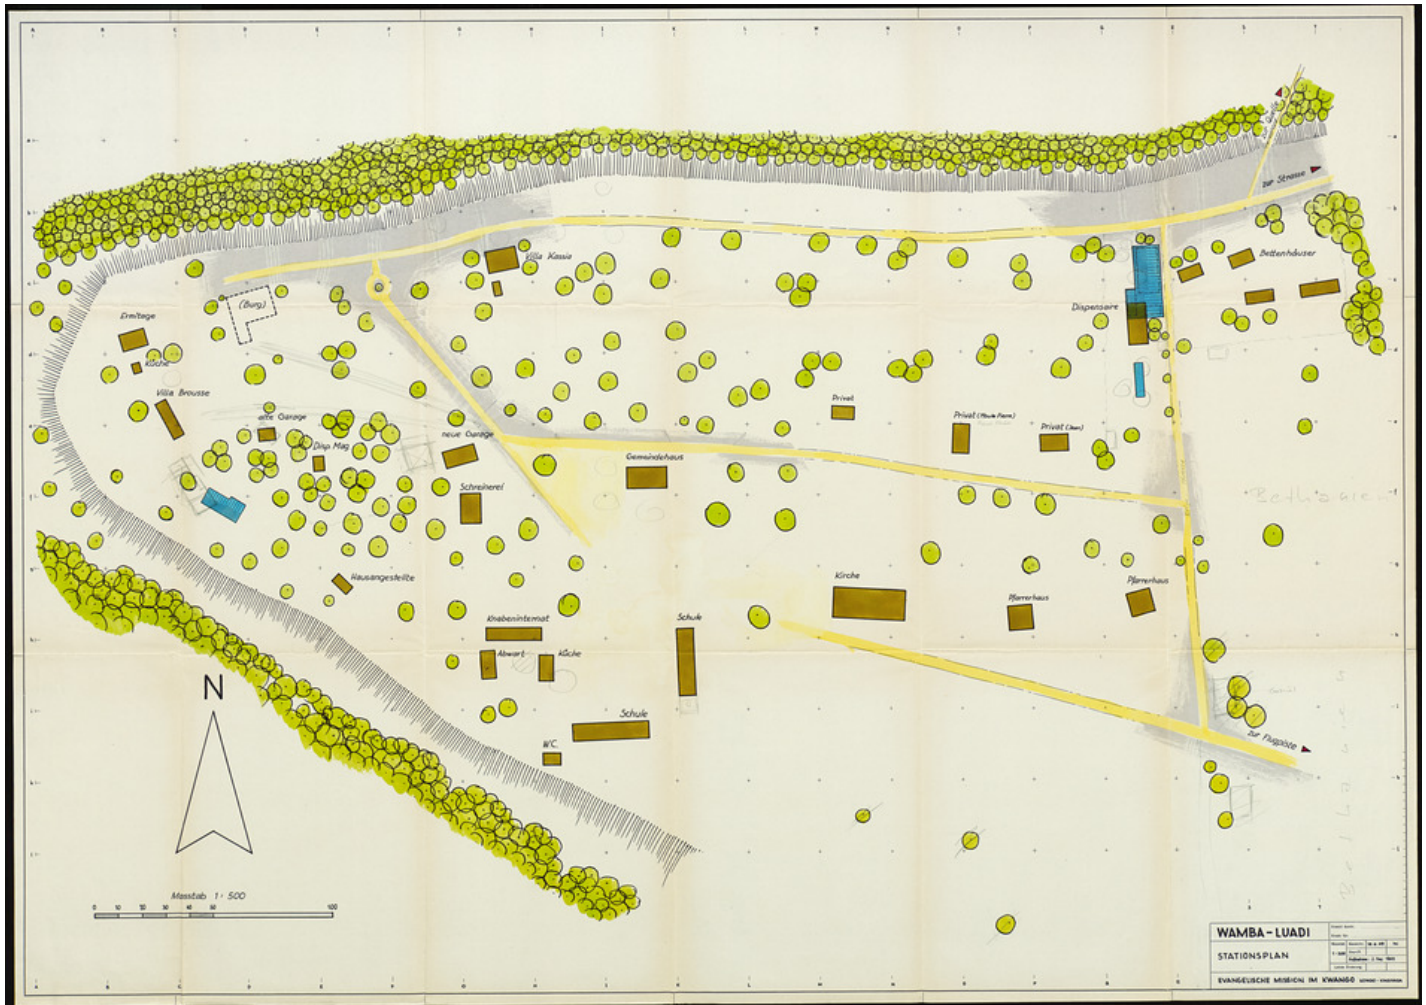 zur Strasse
Villa Kassia
Bettenhäuser
(Burg)
Dispensaire
Ermitage
Küche
Villa Brousse
alte Garage
Disp. Mag.
neue Garage
Privat
Privat
Privat (Jean)
Gemeindehaus
Schreinerei
Bethanien
Hausangestellte
Kirche
Pfarrerhaus
Pfarrerhaus
Knabeninternat
Schule
Abwart
Küche
Schule
W.C.
zur Flugpiste
N
Masstab 1:500
0 10 20 30 40 50 100
WAMBA-LUADI
STATIONSPLAN
EVANGELISCHE MISSION IM KWANGO